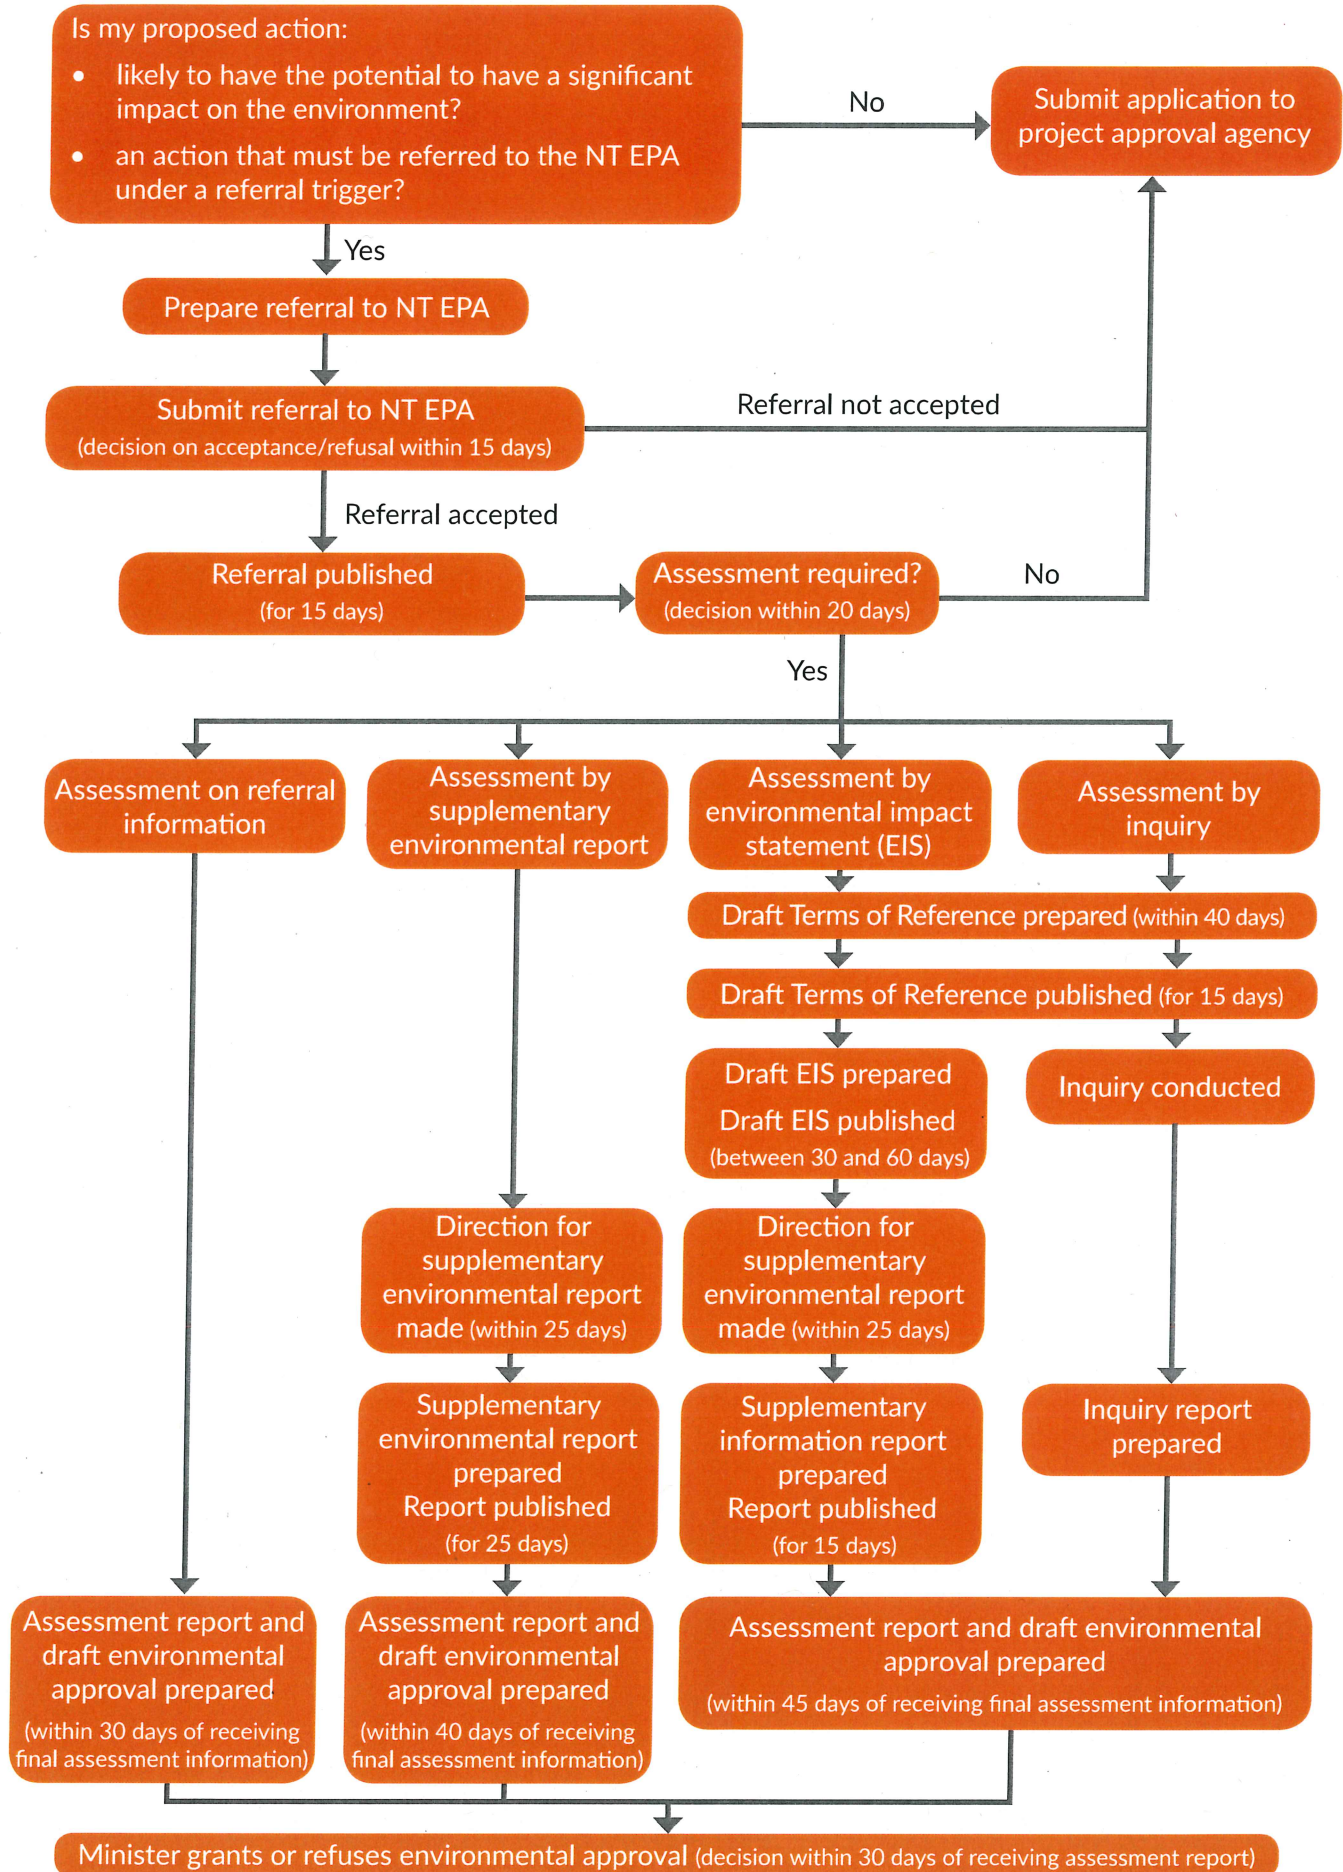 Is my proposed action:
• likely to have the potential to have a significant
impact on the environment?
• an action that must be referred to the NT EPA
under a referral trigger?
No
Submit application to
project approval agency
Yes
Prepare referral to NT EPA
Submit referral to NT EPA
(decision on acceptance/refusal within 15 days)
Referral not accepted
Referral accepted
Referral published
(for 15 days)
Assessment required?
(decision within 20 days)
No
Yes
Assessment on referral
information
Assessment by
supplementary
environmental report
Assessment by
environmental impact
statement (EIS)
Assessment by
inquiry
Draft Terms of Reference prepared (within 40 days)
Draft Terms of Reference published (for 15 days)
Draft EIS prepared
Draft EIS published
(between 30 and 60 days)
Inquiry conducted
Direction for
supplementary
environmental report
made (within 25 days)
Direction for
supplementary
environmental report
made (within 25 days)
Supplementary
environmental report
prepared
Report published
(for 25 days)
Supplementary
information report
prepared
Report published
(for 15 days)
Inquiry report
prepared
Assessment report and
draft environmental
approval prepared
(within 30 days of receiving
final assessment information)
Assessment report and
draft environmental
approval prepared
(within 40 days of receiving
final assessment information)
Assessment report and draft environmental
approval prepared
(within 45 days of receiving final assessment information)
Minister grants or refuses environmental approval (decision within 30 days of receiving assessment report)